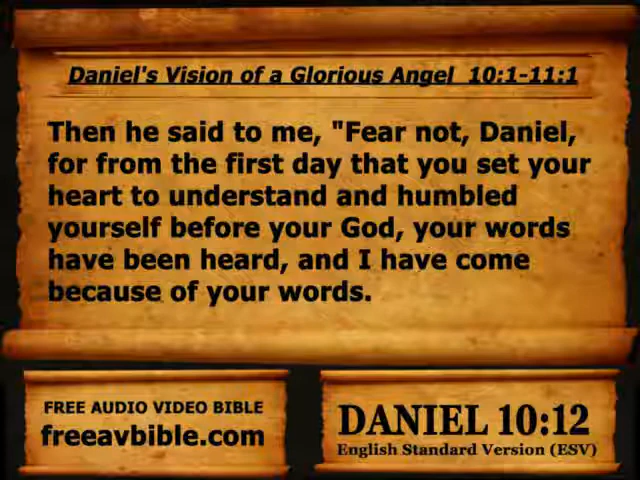 Daniel's Vision of a Glorious Angel 10:1-11:1
Then he said to me, "Fear not, Daniel,
for from the first day that you set your
heart to understand and humbled
yourself before your God, your words
have been heard, and I have come
because of your words.
FREE AUDIO VIDEO BIBLE
freeavbible.com
DANIEL 10:12
English Standard Version (ESV)